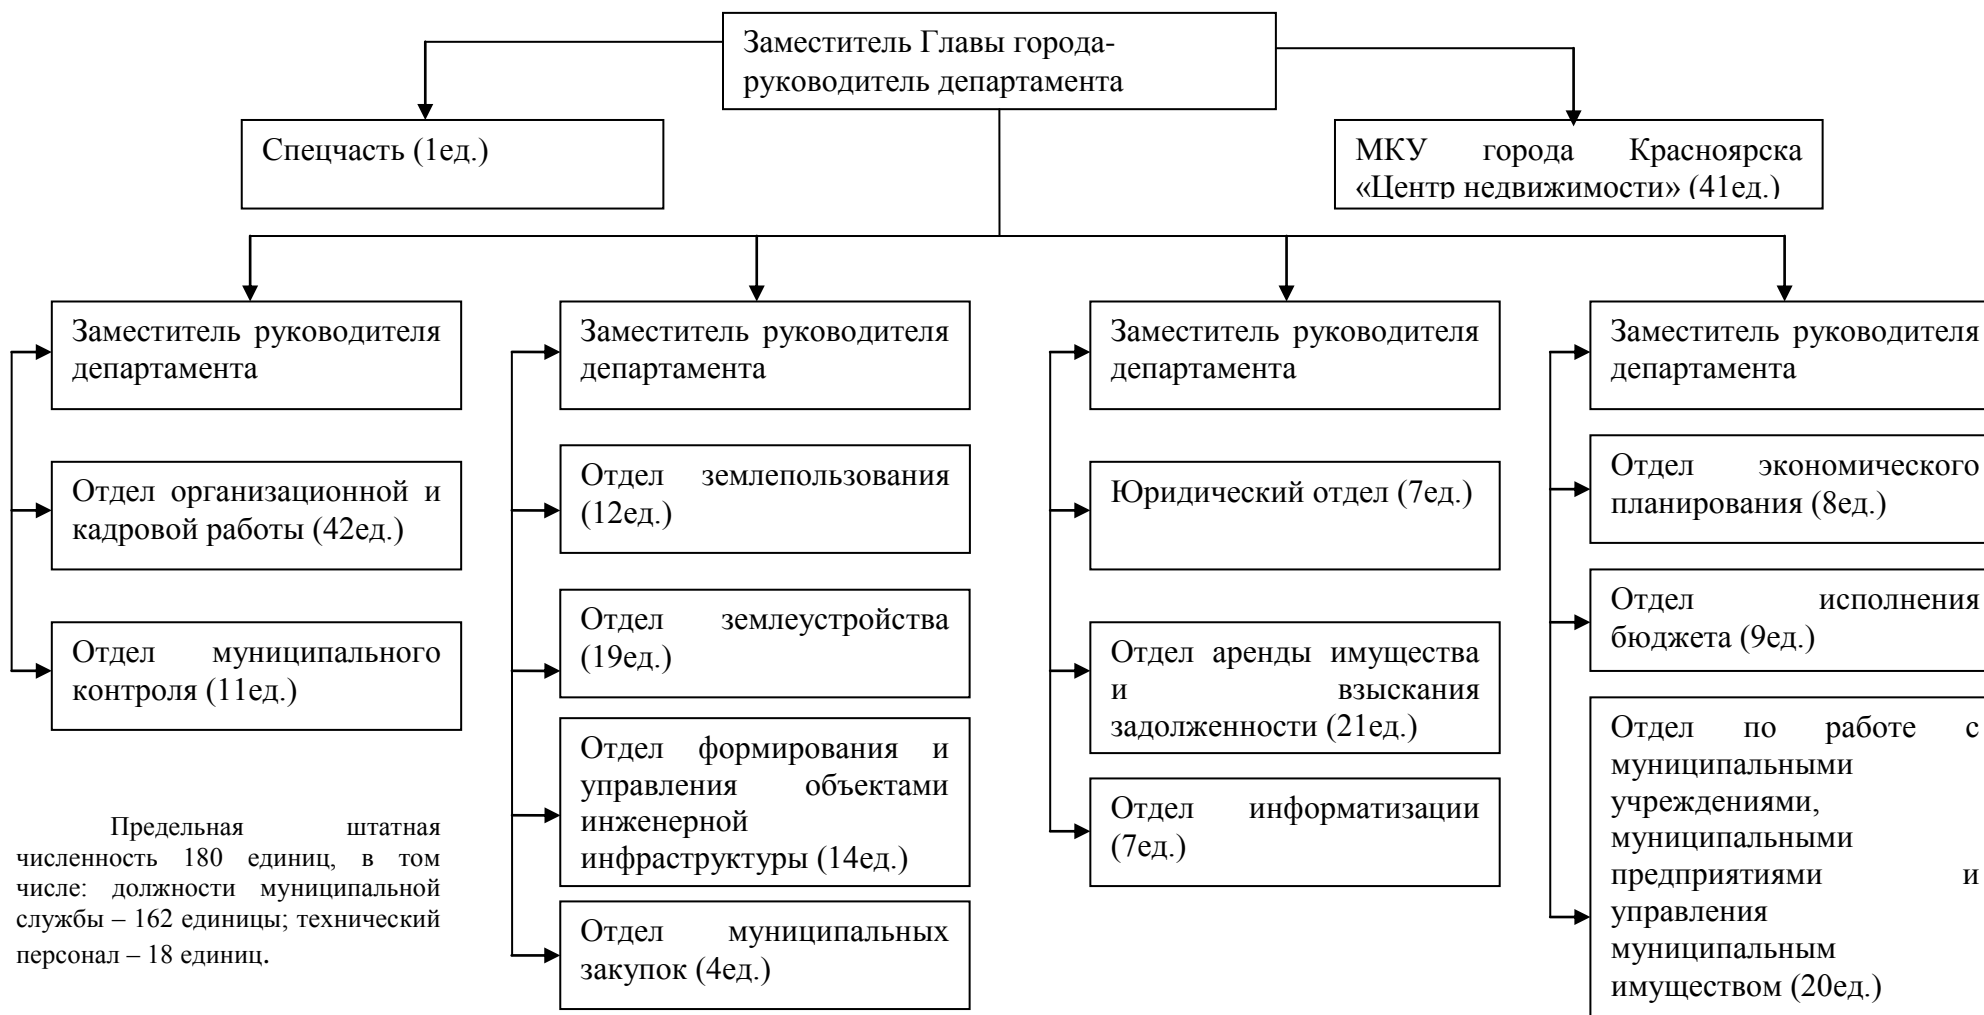 Заместитель Главы города-
руководитель департамента
Спецчасть (1ед.)
МКУ города Красноярска
«Центр недвижимости» (41ед.)
Заместитель руководителя
департамента
Отдел организационной и
кадровой работы (42ед.)
Отдел муниципального
контроля (11ед.)
Предельная штатная
численность 180 единиц, в том
числе: должности муниципальной
службы – 162 единицы; технический
персонал – 18 единиц.
Заместитель руководителя
департамента
Отдел землепользования
(12ед.)
Отдел землеустройства
(19ед.)
Отдел формирования и
управления объектами
инженерной
инфраструктуры (14ед.)
Отдел муниципальных
закупок (4ед.)
Заместитель руководителя
департамента
Юридический отдел (7ед.)
Отдел аренды имущества
и взыскания
задолженности (21ед.)
Отдел информатизации
(7ед.)
Заместитель руководителя
департамента
Отдел экономического
планирования (8ед.)
Отдел исполнения
бюджета (9ед.)
Отдел по работе с
муниципальными
учреждениями,
муниципальными
предприятиями и
управления
муниципальным
имуществом (20ед.)